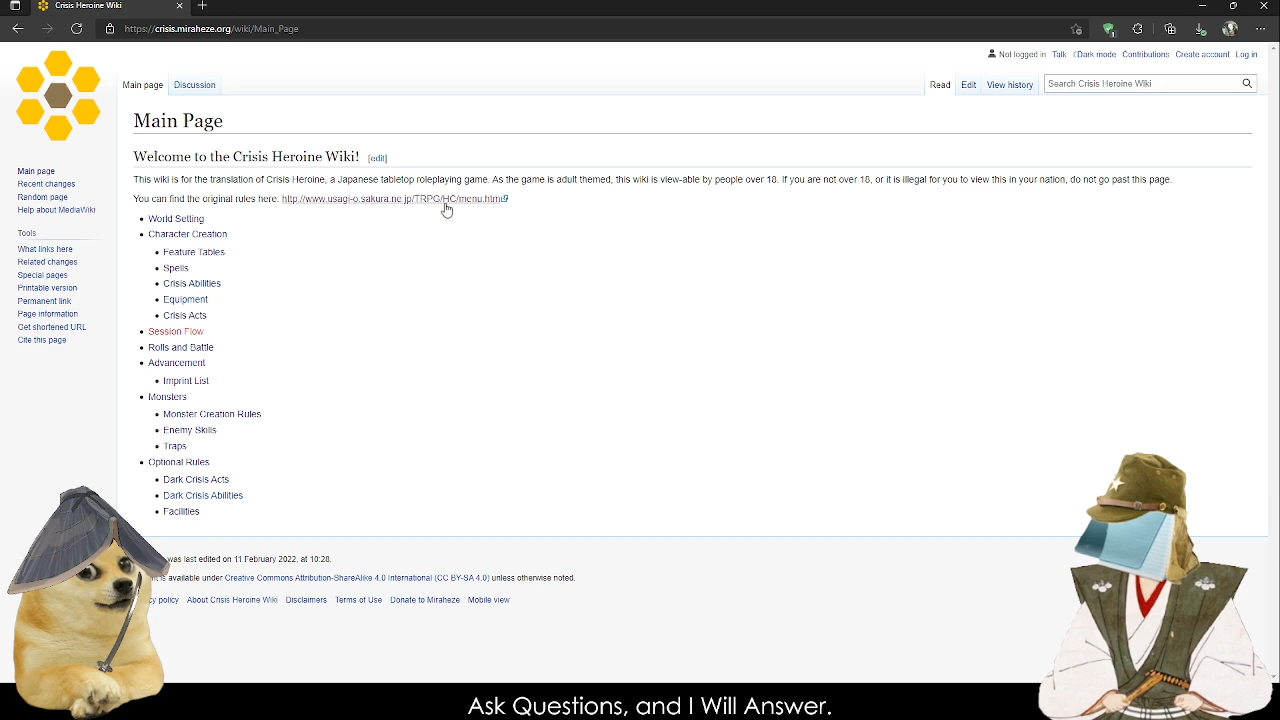 Crisis Heroine Wiki
https://crisis.miraheze.org/wiki/Main_Page
Not logged in Talk Dark mode Contributions Create account Log in
Main page Discussion Read Edit View history Search Crisis Heroine Wiki
Main Page
Welcome to the Crisis Heroine Wiki! [edit]
This wiki is for the translation of Crisis Heroine, a Japanese tabletop roleplaying game. As the game is adult themed, this wiki is view-able by people over 18. If you are not over 18, or it is illegal for you to view this in your nation, do not go past this page.
You can find the original rules here: http://www.usagi-o.sakura.ne.jp/TRPG/HC/menu.html
World Setting
Character Creation
Feature Tables
Spells
Crisis Abilities
Equipment
Crisis Acts
Session Flow
Rolls and Battle
Advancement
Imprint List
Monsters
Monster Creation Rules
Enemy Skills
Traps
Optional Rules
Dark Crisis Acts
Dark Crisis Abilities
Facilities
Main page
Recent changes
Random page
Help about MediaWiki
Tools
What links here
Related changes
Special pages
Printable version
Permanent link
Page information
Get shortened URL
Cite this page
was last edited on 11 February 2022, at 10:28.
is available under Creative Commons Attribution-ShareAlike 4.0 International (CC BY-SA 4.0) unless otherwise noted.
policy About Crisis Heroine Wiki Disclaimers Terms of Use Donate to Miraheze Mobile view
Ask Questions, and I Will Answer.